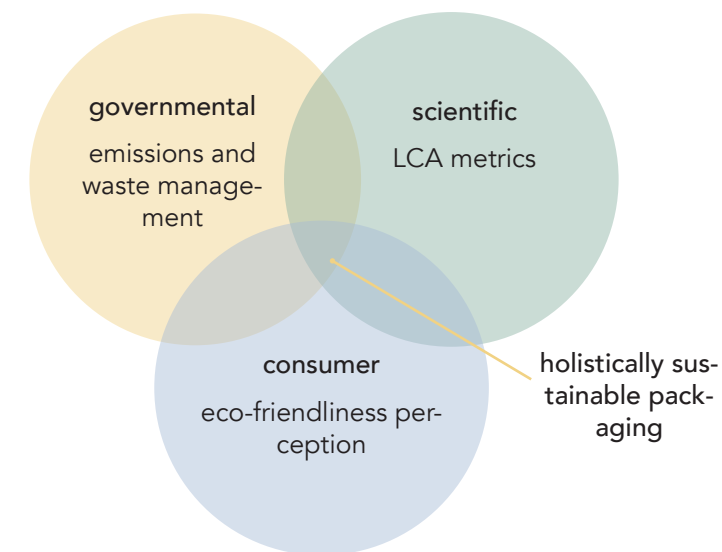 governmental
emissions and
waste manage-
ment
scientific
LCA metrics
consumer
eco-friendliness per-
ception
holistically sus-
tainable pack-
aging